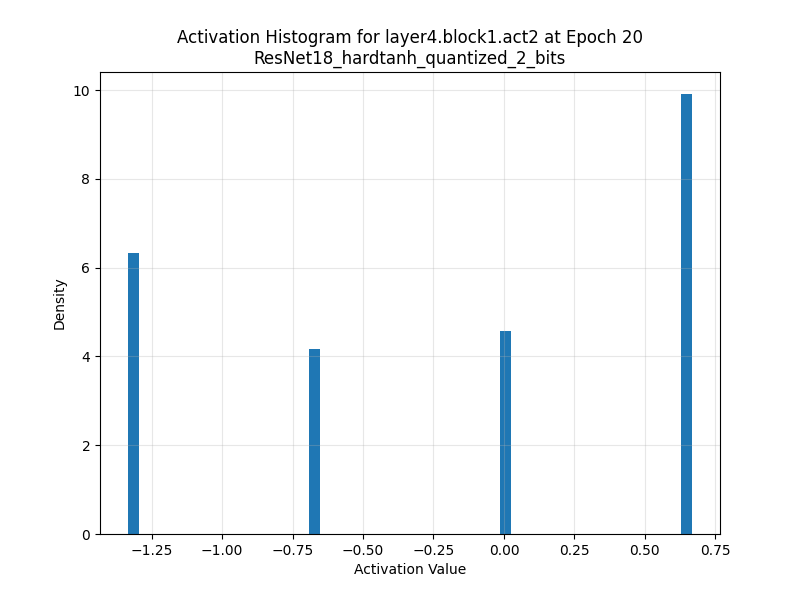 Activation Histogram for layer4.block1.act2 at Epoch 20
ResNet18_hardtanh_quantized_2_bits
10
8
6
4
2
0
Density
−1.25 −1.00 −0.75 −0.50 −0.25 0.00 0.25 0.50 0.75
Activation Value